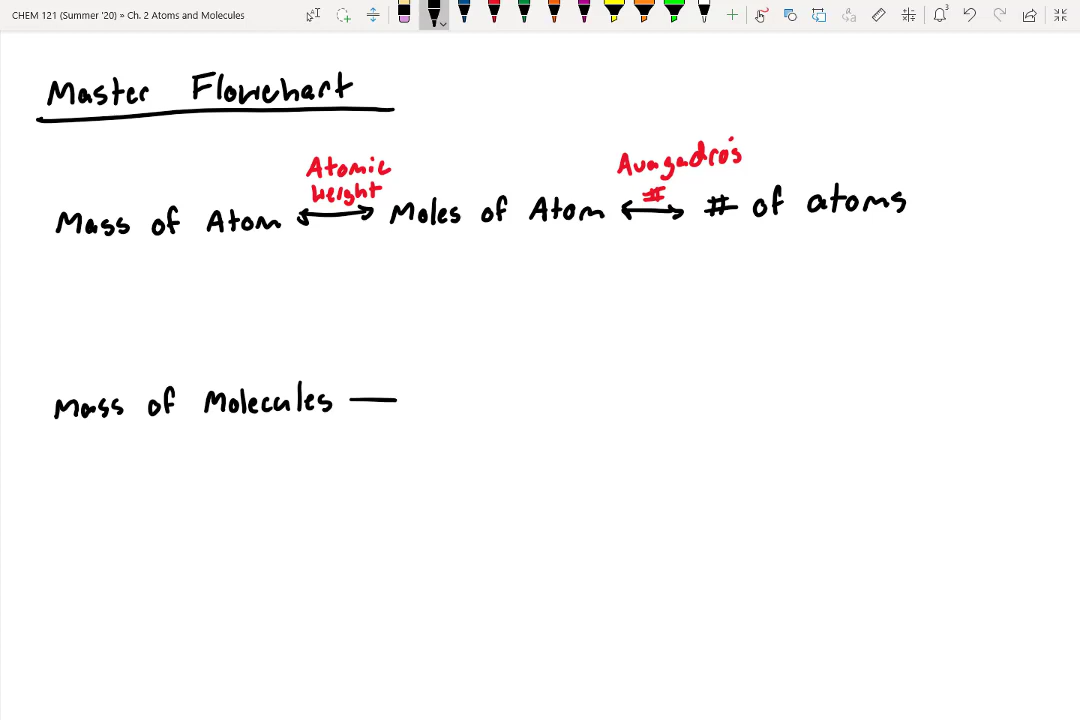 CHEM 121 (Summer '20) » Ch. 2 Atoms and Molecules
Master Flowchart
Atomic Weight
Avagadro's #
Mass of Atom ↔ Moles of Atom ↔ # of atoms
Mass of Molecules —